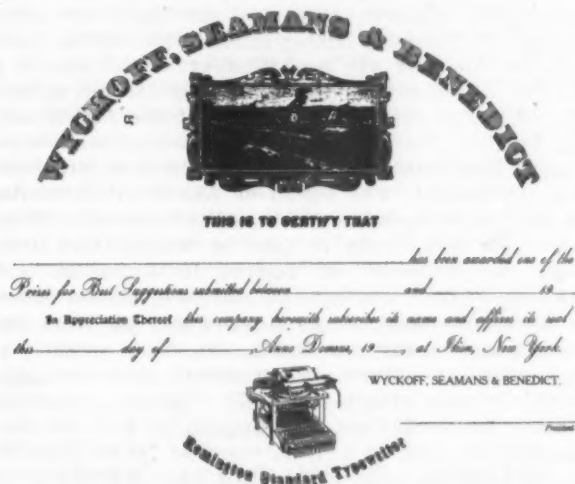 WYCKOFF, SEAMANS & BENEDICT
THIS IS TO CERTIFY THAT
has been awarded one of the
Prizes for Best Suggestions submitted between and 19
In Appreciation Thereof this company herewith subscribes its name and affixes its seal
this day of , Anno Domino, 19 , at Ilion, New York.
WYCKOFF, SEAMANS & BENEDICT.
President
Remington Standard Typewriter